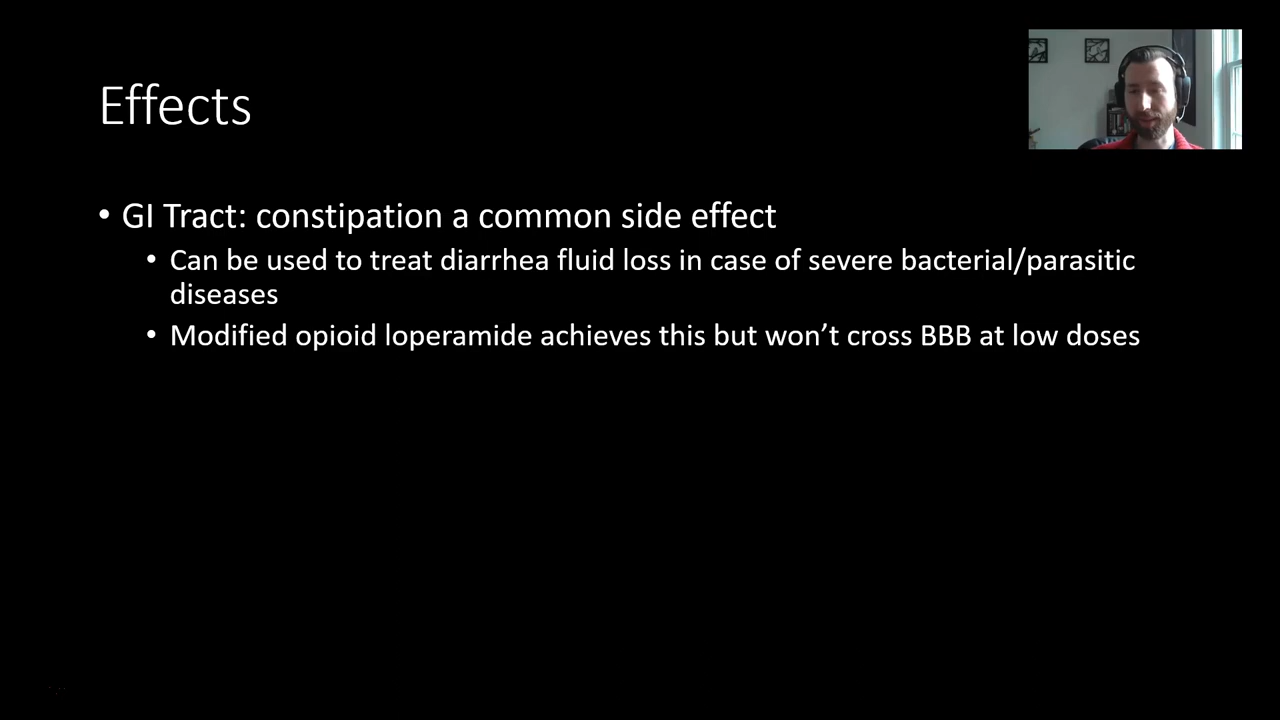 Effects
• GI Tract: constipation a common side effect
• Can be used to treat diarrhea fluid loss in case of severe bacterial/parasitic
diseases
• Modified opioid loperamide achieves this but won’t cross BBB at low doses